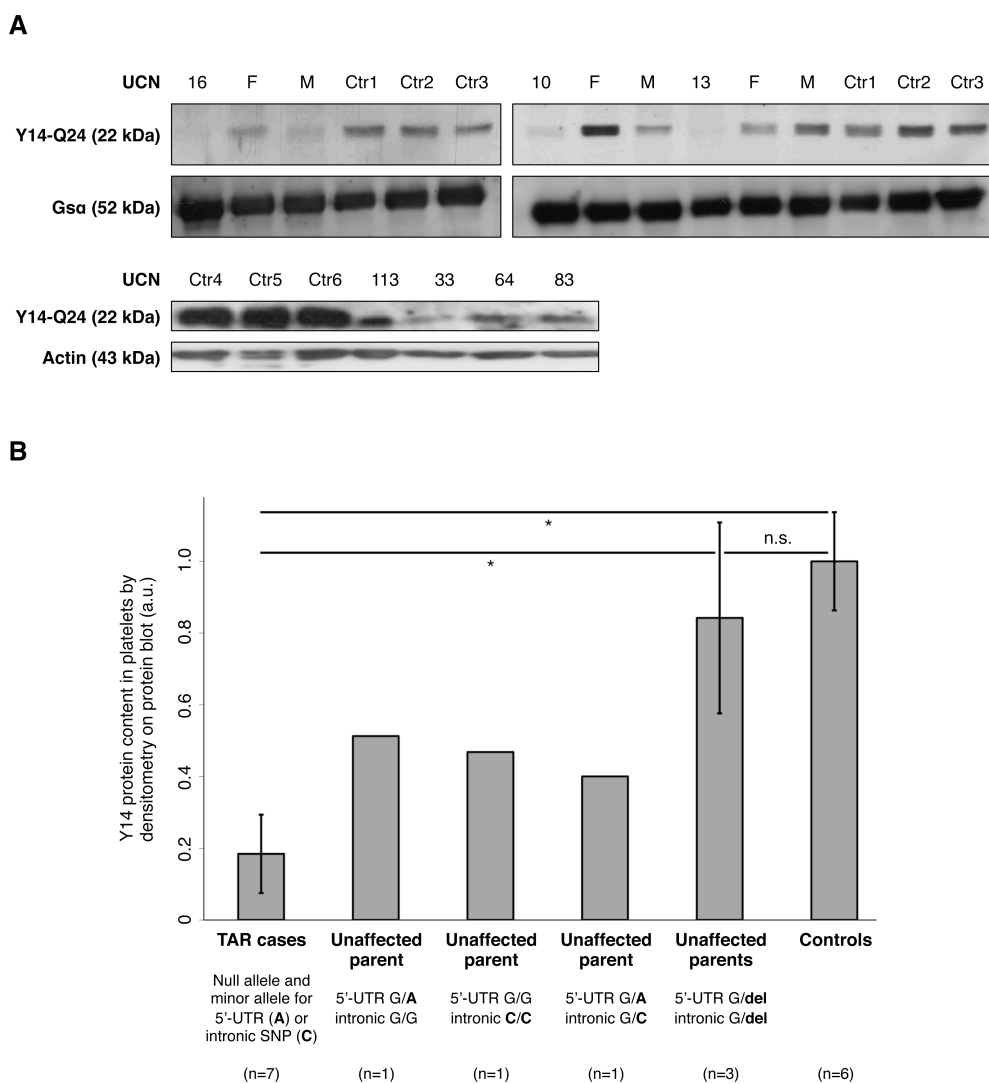 A
UCN 16 F M Ctr1 Ctr2 Ctr3 10 F M 13 F M Ctr1 Ctr2 Ctr3
Y14-Q24 (22 kDa)
Gsα (52 kDa)
UCN Ctr4 Ctr5 Ctr6 113 33 64 83
Y14-Q24 (22 kDa)
Actin (43 kDa)
B
Y14 protein content in platelets by
densitometry on protein blot (a.u.)
1.0
0.8
0.6
0.4
0.2
0
*
*
n.s.
TAR cases
Null allele and
minor allele for
5’-UTR (A) or
intronic SNP (C)
(n=7)
Unaffected
parent
5’-UTR G/A
intronic G/G
(n=1)
Unaffected
parent
5’-UTR G/G
intronic C/C
(n=1)
Unaffected
parent
5’-UTR G/A
intronic G/C
(n=1)
Unaffected
parents
5’-UTR G/del
intronic G/del
(n=3)
Controls
(n=6)